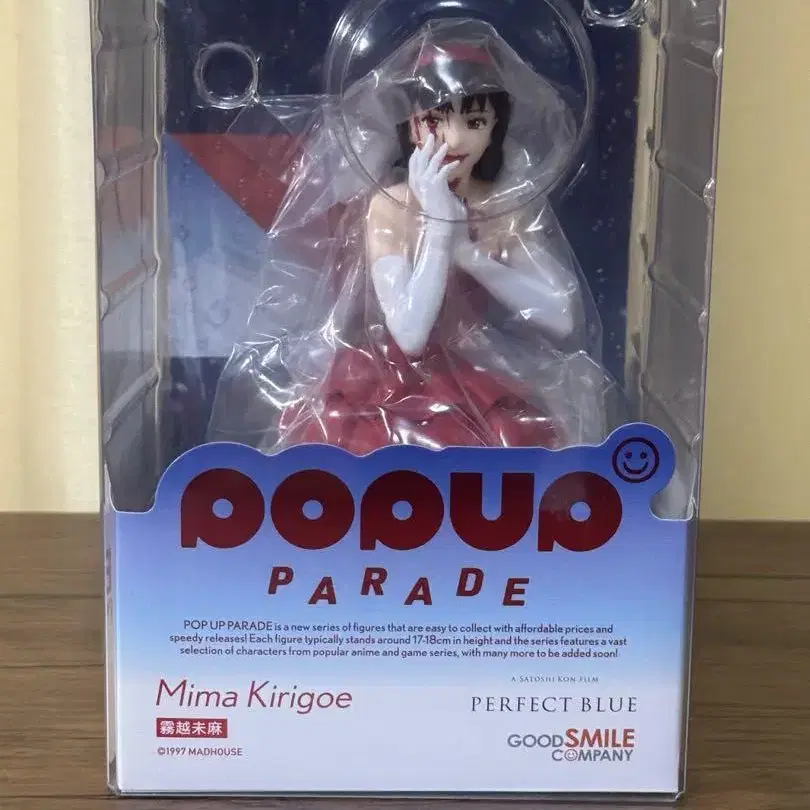 POPUP
PARADE
POP UP PARADE is a new series of figures that are easy to collect with affordable prices and
speedy releases! Each figure typically stands around 17-18cm in height and the series features a vast
selection of characters from popular anime and game series, with many more to be added soon!
Mima Kirigoe
霧越未麻
©1997 MADHOUSE
A SATOSHI KON FILM
PERFECT BLUE
GOOD SMILE
COMPANY